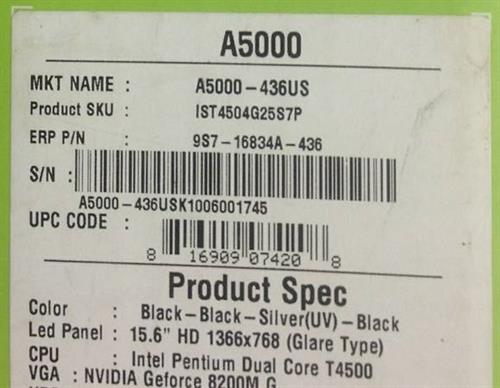 A5000
MKT NAME : A5000-436US
Product SKU : IST4504G25S7P
ERP P/N : 9S7-16834A-436
S/N :
A5000-436USK1006001745
UPC CODE :
8 16909 07420 8
Product Spec
Color : Black-Black-Silver(UV)-Black
Led Panel : 15.6" HD 1366x768 (Glare Type)
CPU : Intel Pentium Dual Core T4500
VGA : NVIDIA Geforce 8200M G